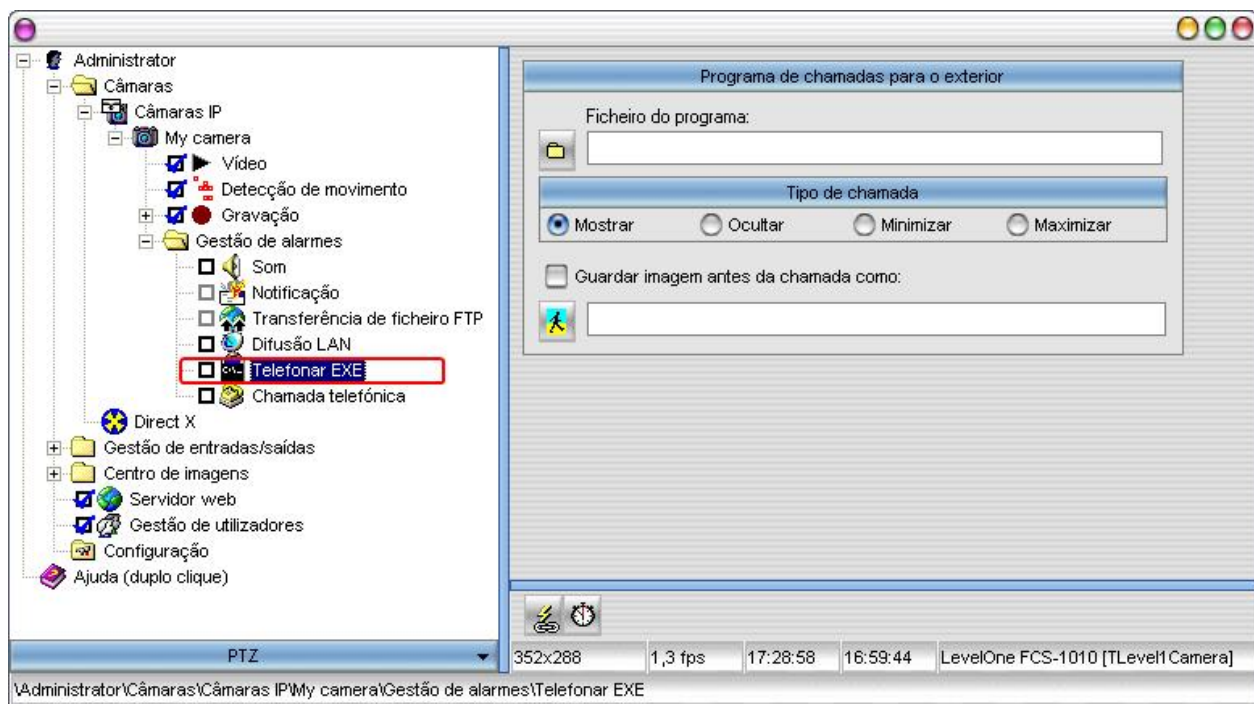 Administrator
Câmaras
Câmaras IP
My camera
Vídeo
Detecção de movimento
Gravação
Gestão de alarmes
Som
Notificação
Transferência de ficheiro FTP
Difusão LAN
Telefonar EXE
Chamada telefónica
Direct X
Gestão de entradas/saídas
Centro de imagens
Servidor web
Gestão de utilizadores
Configuração
Ajuda (duplo clique)
PTZ
Programa de chamadas para o exterior
Ficheiro do programa:
Tipo de chamada
Mostrar Ocultar Minimizar Maximizar
Guardar imagem antes da chamada como:
352x288 1,3 fps 17:28:58 16:59:44 LevelOne FCS-1010 [TLevel1Camera]
\Administrator\Câmaras\Câmaras IP\My camera\Gestão de alarmes\Telefonar EXE